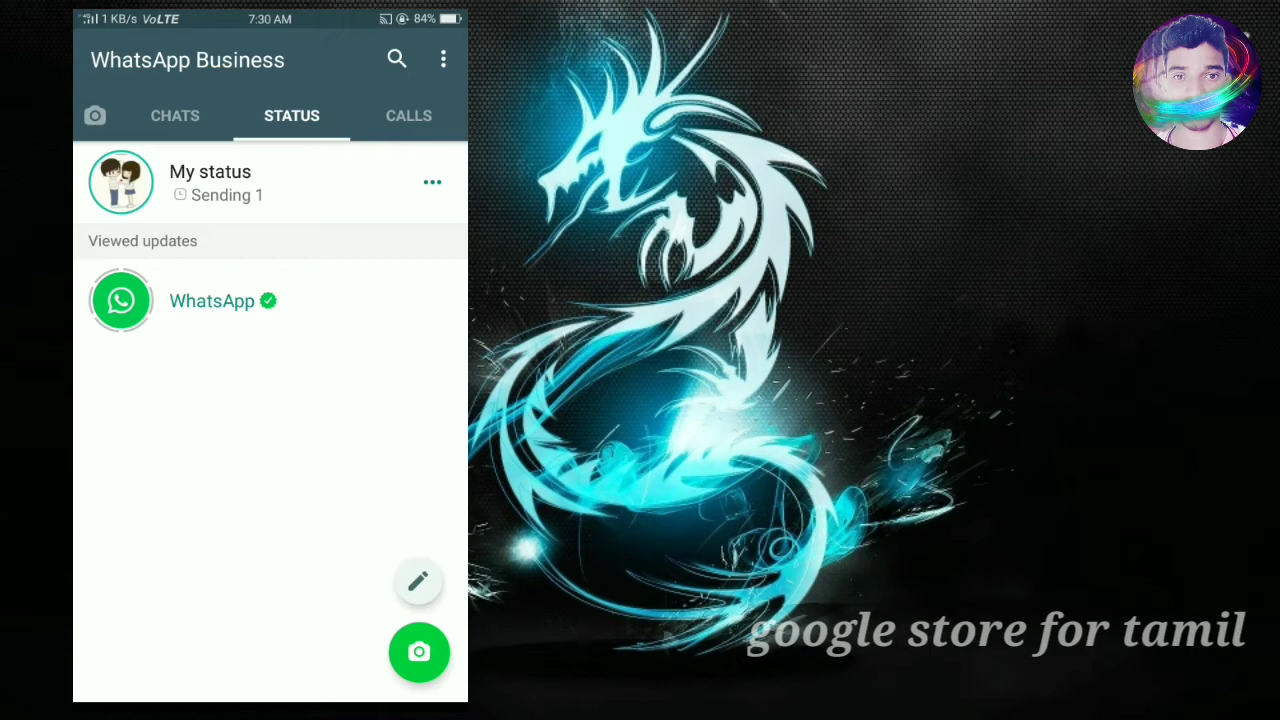 1 KB/s VoLTE 7:30 AM 84%
WhatsApp Business
CHATS STATUS CALLS
My status
Sending 1
Viewed updates
WhatsApp
google store for tamil